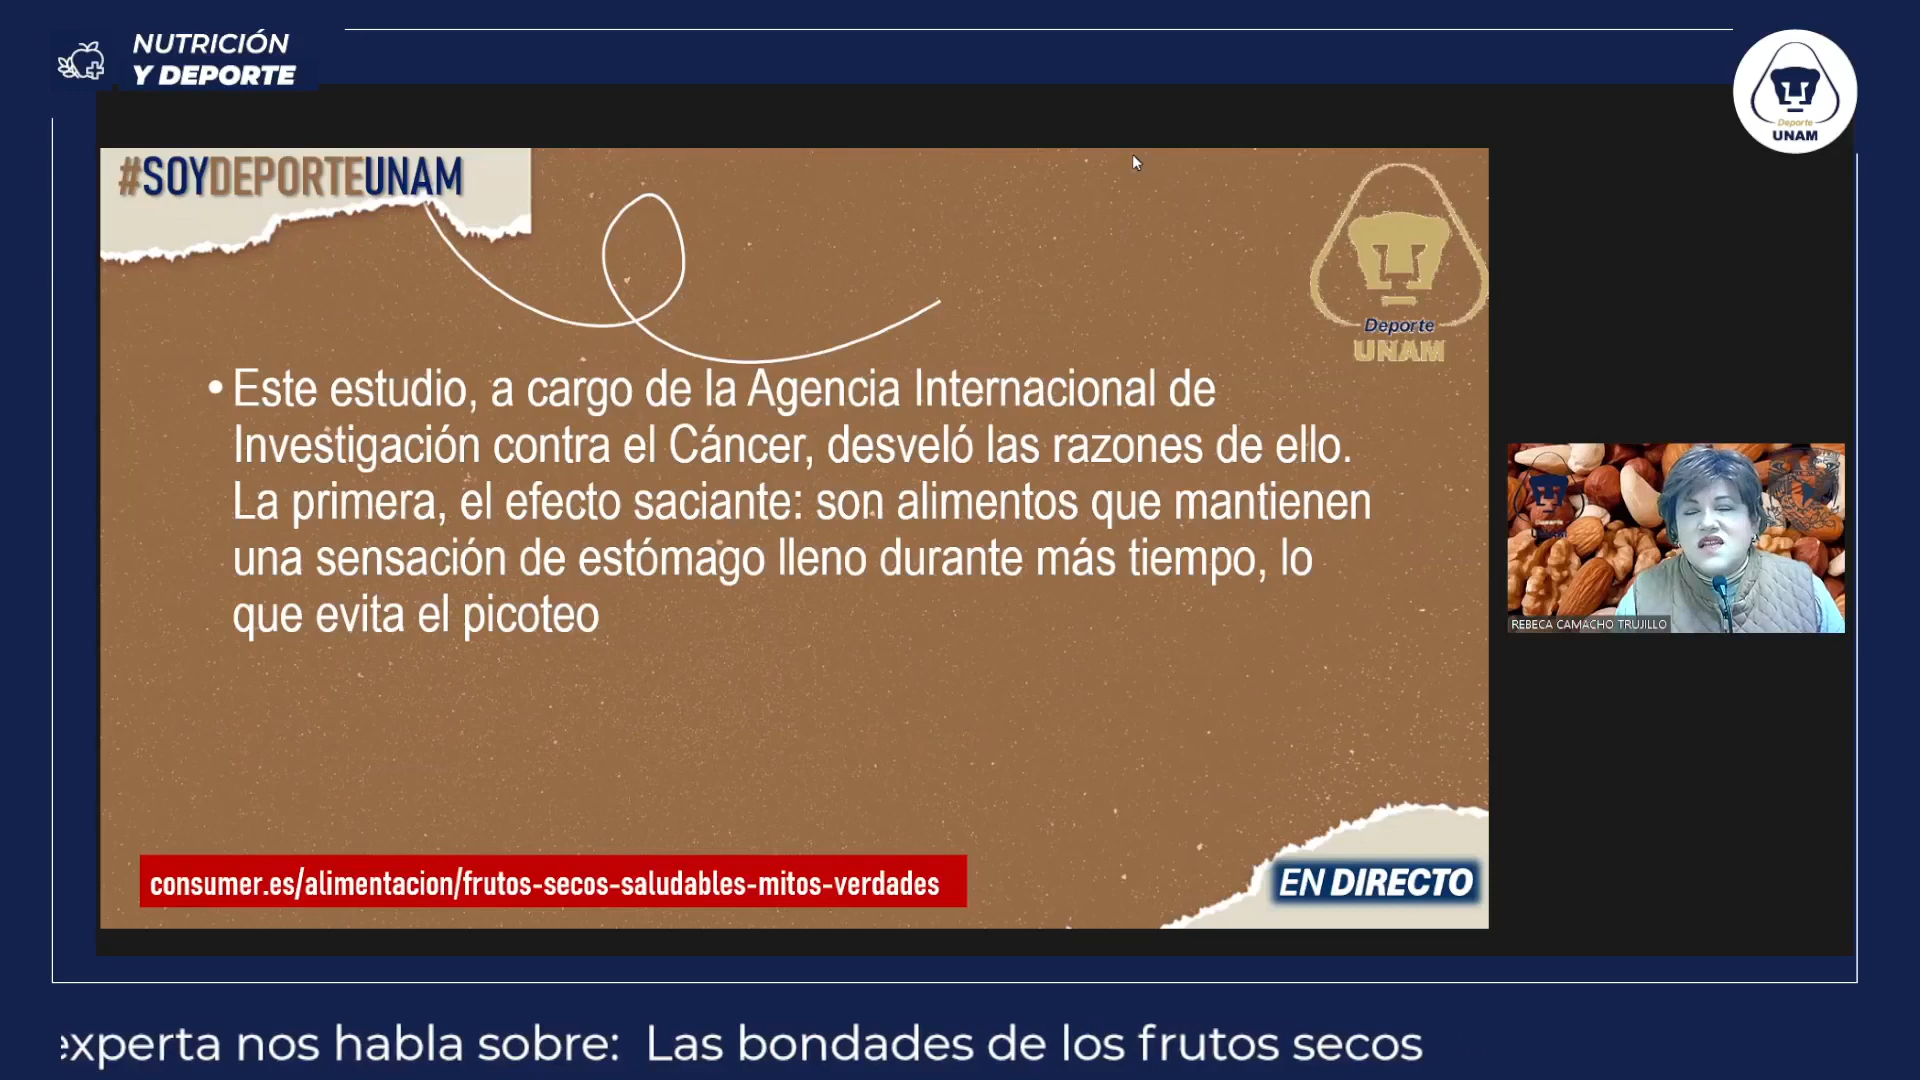 NUTRICIÓN
Y DEPORTE
Deporte
UNAM
#SOYDEPORTEUNAM
Deporte
UNAM
• Este estudio, a cargo de la Agencia Internacional de
Investigación contra el Cáncer, desveló las razones de ello.
La primera, el efecto saciante: son alimentos que mantienen
una sensación de estómago lleno durante más tiempo, lo
que evita el picoteo
REBECA CAMACHO TRUJILLO
consumer.es/alimentacion/frutos-secos-saludables-mitos-verdades
EN DIRECTO
experta nos habla sobre: Las bondades de los frutos secos